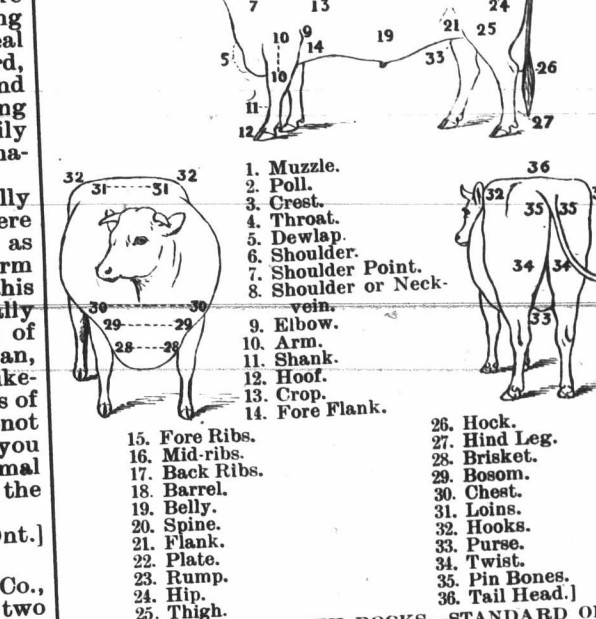 ng
eal
rd,
nd
ng
ily
na-
lly
ere
as
rm
his
ally
of
an,
ike-
s of
not
you
mal
the
nt.]
Co.,
two
7 13 24
10 9 14 19 21 25
5 33
10 26
11
12 27
32 32 36
31 31 32 35 35
34 34
30 30
29 29 33
28 28
1. Muzzle.
2. Poll.
3. Crest.
4. Throat.
5. Dewlap.
6. Shoulder.
7. Shoulder Point.
8. Shoulder or Neck-
vein.
9. Elbow.
10. Arm.
11. Shank.
12. Hoof.
13. Crop.
14. Fore Flank.
15. Fore Ribs.
16. Mid-ribs.
17. Back Ribs.
18. Barrel.
19. Belly.
20. Spine.
21. Flank.
22. Plate.
23. Rump.
24. Hip.
25. Thigh.
26. Hock.
27. Hind Leg.
28. Brisket.
29. Bosom.
30. Chest.
31. Loins.
32. Hooks.
33. Purse.
34. Twist.
35. Pin Bones.
36. Tail Head.]
STANDARD